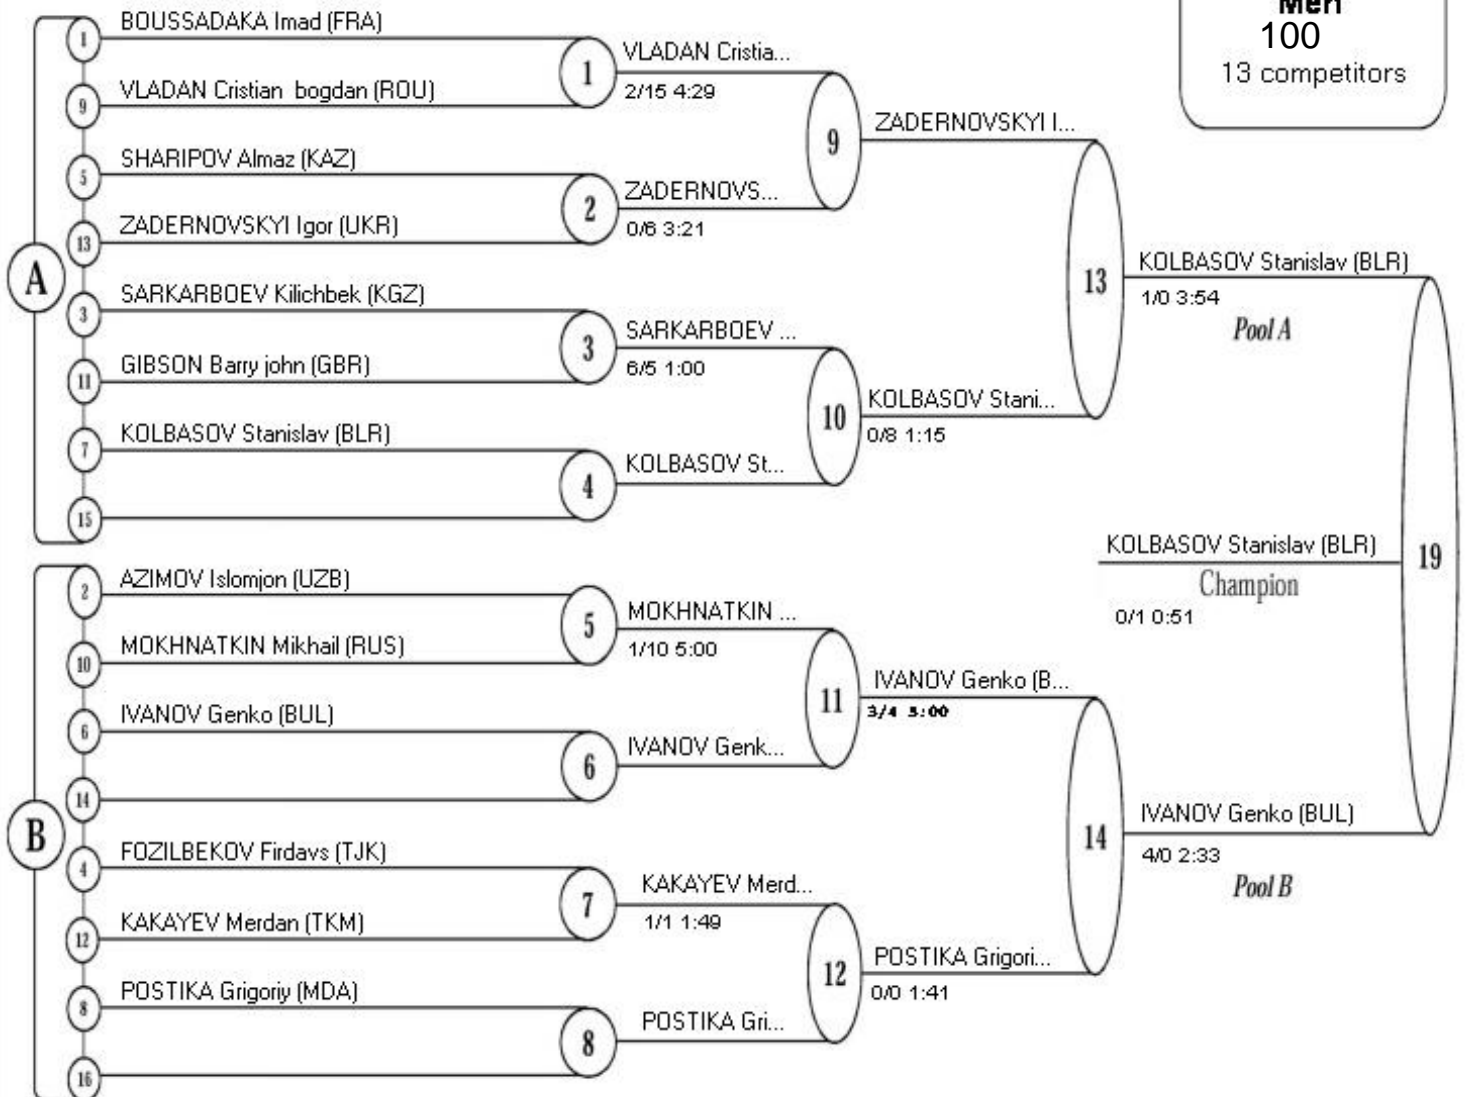 Men
100
13 competitors
A
1
BOUSSADAKA Imad (FRA)
9
VLADAN Cristian bogdan (ROU)
5
SHARIPOV Almaz (KAZ)
13
ZADERNOVSKYI Igor (UKR)
3
SARKARBOEV Kilichbek (KGZ)
11
GIBSON Barry john (GBR)
7
KOLBASOV Stanislav (BLR)
15
1
VLADAN Cristia...
2/15 4:29
2
ZADERNOVS...
0/6 3:21
3
SARKARBOEV ...
6/5 1:00
4
KOLBASOV St...
9
ZADERNOVSKYI I...
10
KOLBASOV Stani...
0/8 1:15
13
KOLBASOV Stanislav (BLR)
1/0 3:54
Pool A
B
2
AZIMOV Islomjon (UZB)
10
MOKHNATKIN Mikhail (RUS)
6
IVANOV Genko (BUL)
14
4
FOZILBEKOV Firdavs (TJK)
12
KAKAYEV Merdan (TKM)
8
POSTIKA Grigoriy (MDA)
16
5
MOKHNATKIN ...
1/10 5:00
6
IVANOV Genk...
7
KAKAYEV Merd...
1/1 1:49
8
POSTIKA Gri...
11
IVANOV Genko (B...
3/4 5:00
12
POSTIKA Grigori...
0/0 1:41
14
IVANOV Genko (BUL)
4/0 2:33
Pool B
19
KOLBASOV Stanislav (BLR)
Champion
0/1 0:51